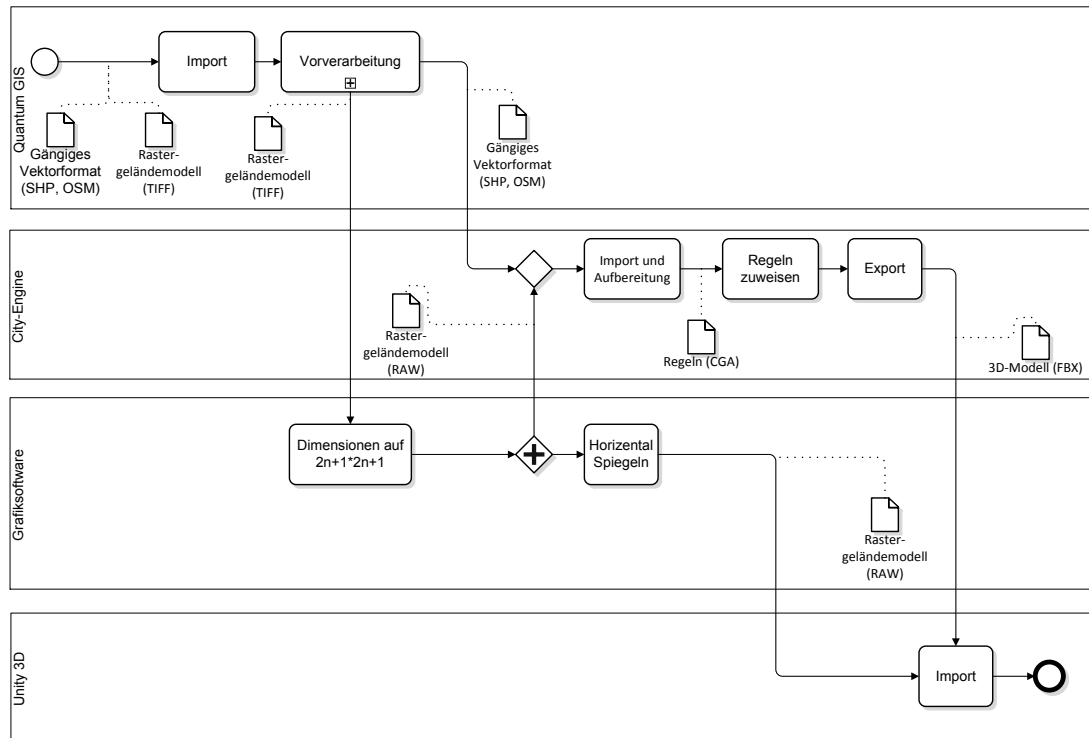 Quantum GIS
Import
Vorverarbeitung
Gängiges
Vektorformat
(SHP, OSM)
Raster-
geländemodell
(TIFF)
Raster-
geländemodell
(TIFF)
Gängiges
Vektorformat
(SHP, OSM)
City-Engine
Raster-
geländemodell
(RAW)
Import und
Aufbereitung
Regeln
zuweisen
Export
Regeln (CGA)
3D-Modell (FBX)
Grafiksoftware
Dimensionen auf
2n+1*2n+1
Horizental
Spiegeln
Raster-
geländemodell
(RAW)
Unity 3D
Import